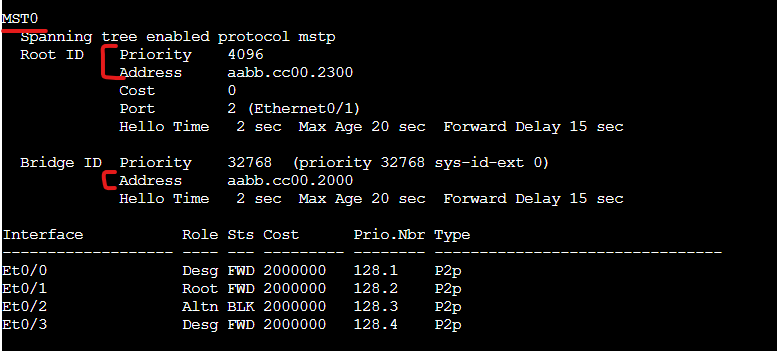 MST0
Spanning tree enabled protocol mstp
Root ID Priority 4096
Address aabb.cc00.2300
Cost 0
Port 2 (Ethernet0/1)
Hello Time 2 sec Max Age 20 sec Forward Delay 15 sec
Bridge ID Priority 32768 (priority 32768 sys-id-ext 0)
Address aabb.cc00.2000
Hello Time 2 sec Max Age 20 sec Forward Delay 15 sec
Interface Role Sts Cost Prio.Nbr Type
------------------- ---- --- --------- -------- --------------------------------
Et0/0 Desg FWD 2000000 128.1 P2p
Et0/1 Root FWD 2000000 128.2 P2p
Et0/2 Altn BLK 2000000 128.3 P2p
Et0/3 Desg FWD 2000000 128.4 P2p